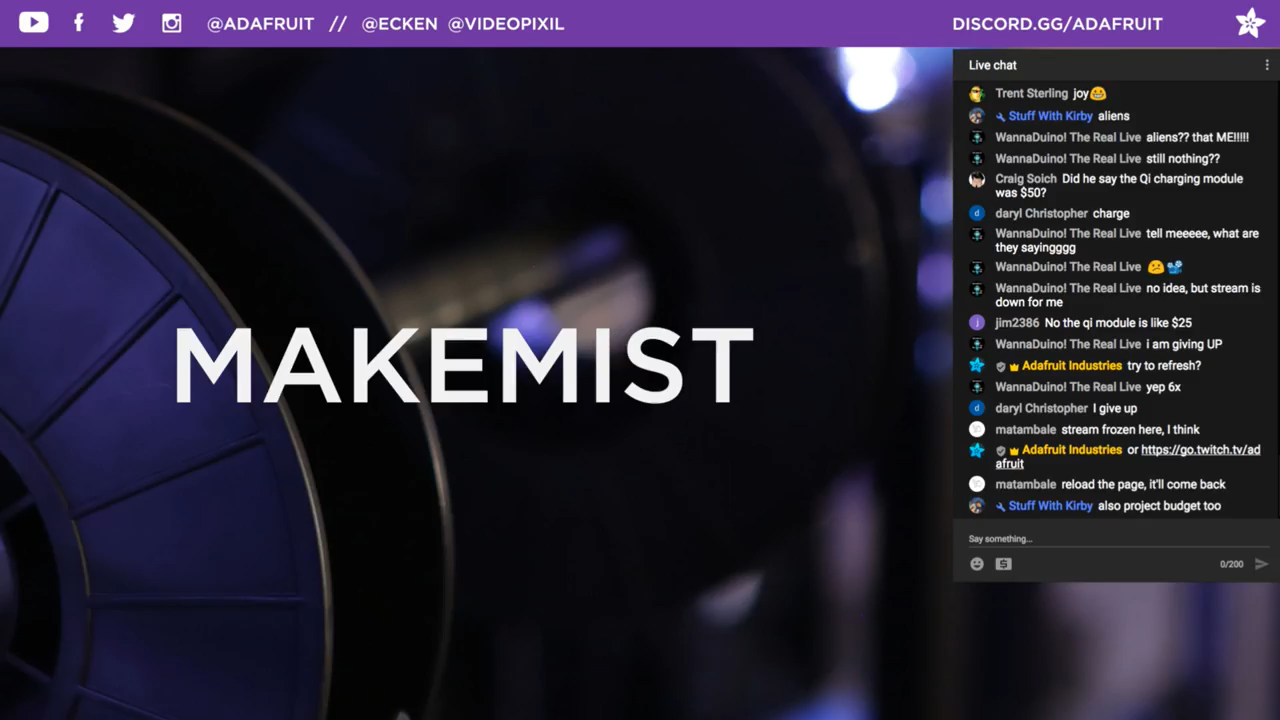 @ADAFRUIT // @ECKEN @VIDEOPIXIL
DISCORD.GG/ADAFRUIT
MAKEMIST
Live chat
Trent Sterling joy😁
Stuff With Kirby aliens
WannaDuino! The Real Live aliens?? that ME!!!!!
WannaDuino! The Real Live still nothing??
Craig Soich Did he say the Qi charging module
was $50?
daryl Christopher charge
WannaDuino! The Real Live tell meeeee, what are
they sayingggg
WannaDuino! The Real Live
WannaDuino! The Real Live no idea, but stream is
down for me
jim2386 No the qi module is like $25
WannaDuino! The Real Live i am giving UP
Adafruit Industries try to refresh?
WannaDuino! The Real Live yep 6x
daryl Christopher I give up
matambale stream frozen here, I think
Adafruit Industries or https://go.twitch.tv/ad
afruit
matambale reload the page, it'll come back
Stuff With Kirby also project budget too
Say something...
0/200